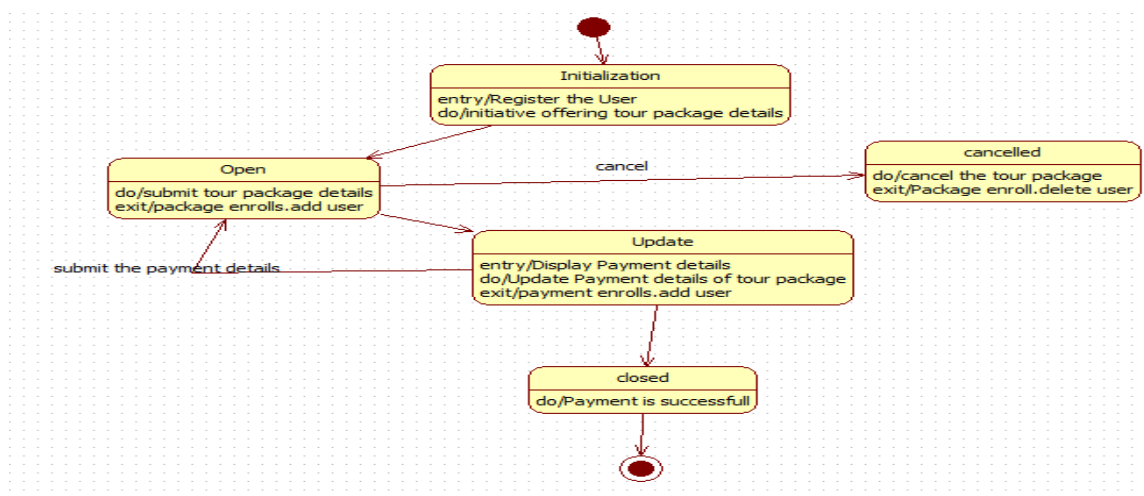 Initialization
entry/Register the User
do/initiative offering tour package details
Open
do/submit tour package details
exit/package enrolls.add user
cancel
cancelled
do/cancel the tour package
exit/Package enroll.delete user
Update
entry/Display Payment details
do/Update Payment details of tour package
exit/payment enrolls.add user
submit the payment details
closed
do/Payment is successfull